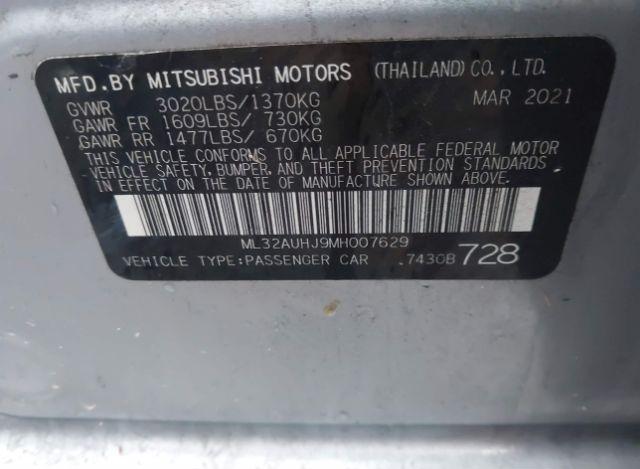 MFD.BY MITSUBISHI MOTORS (THAILAND)CO.,LTD.
GVWR 3020LBS/1370KG MAR 2021
GAWR FR 1609LBS/ 730KG
GAWR RR 1477LBS/ 670KG
THIS VEHICLE CONFORMS TO ALL APPLICABLE FEDERAL MOTOR
VEHICLE SAFETY, BUMPER, AND THEFT PREVENTION STANDARDS
IN EFFECT ON THE DATE OF MANUFACTURE SHOWN ABOVE.
ML32AUHJ9MH007629
VEHICLE TYPE:PASSENGER CAR 7430B 728